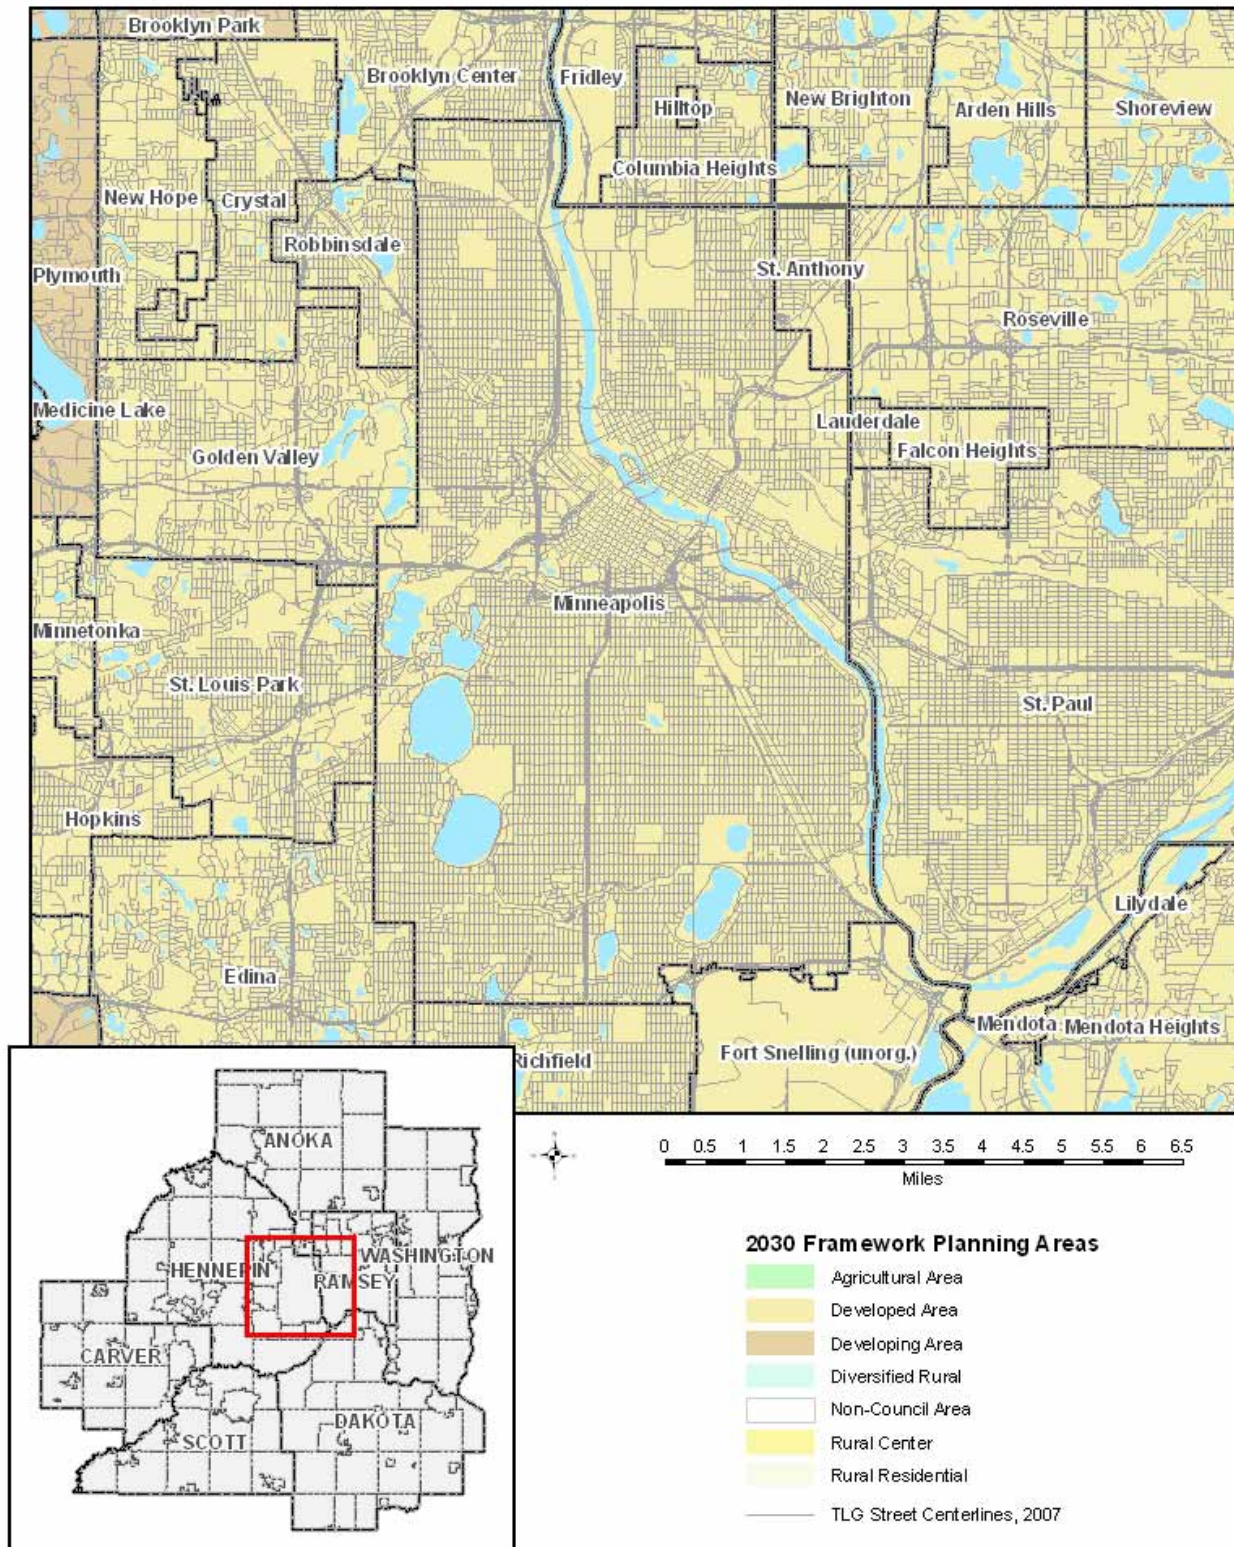 Brooklyn Park
Brooklyn Center
Fridley
Hilltop
New Brighton
Arden Hills
Shoreview
Columbia Heights
New Hope
Crystal
Robbinsdale
St. Anthony
Plymouth
Roseville
Medicine Lake
Lauderdale
Golden Valley
Falcon Heights
Minneapolis
Minnetonka
St. Louis Park
St. Paul
Hopkins
Lilydale
Edina
Mendota
Mendota Heights
Richfield
Fort Snelling (unorg.)
ANOKA
WASHINGTON
HENNEPIN
RAMSEY
CARVER
DAKOTA
SCOTT
0 0.5 1 1.5 2 2.5 3 3.5 4 4.5 5 5.5 6 6.5
Miles
2030 Framework Planning Areas
Agricultural Area
Developed Area
Developing Area
Diversified Rural
Non-Council Area
Rural Center
Rural Residential
TLG Street Centerlines, 2007